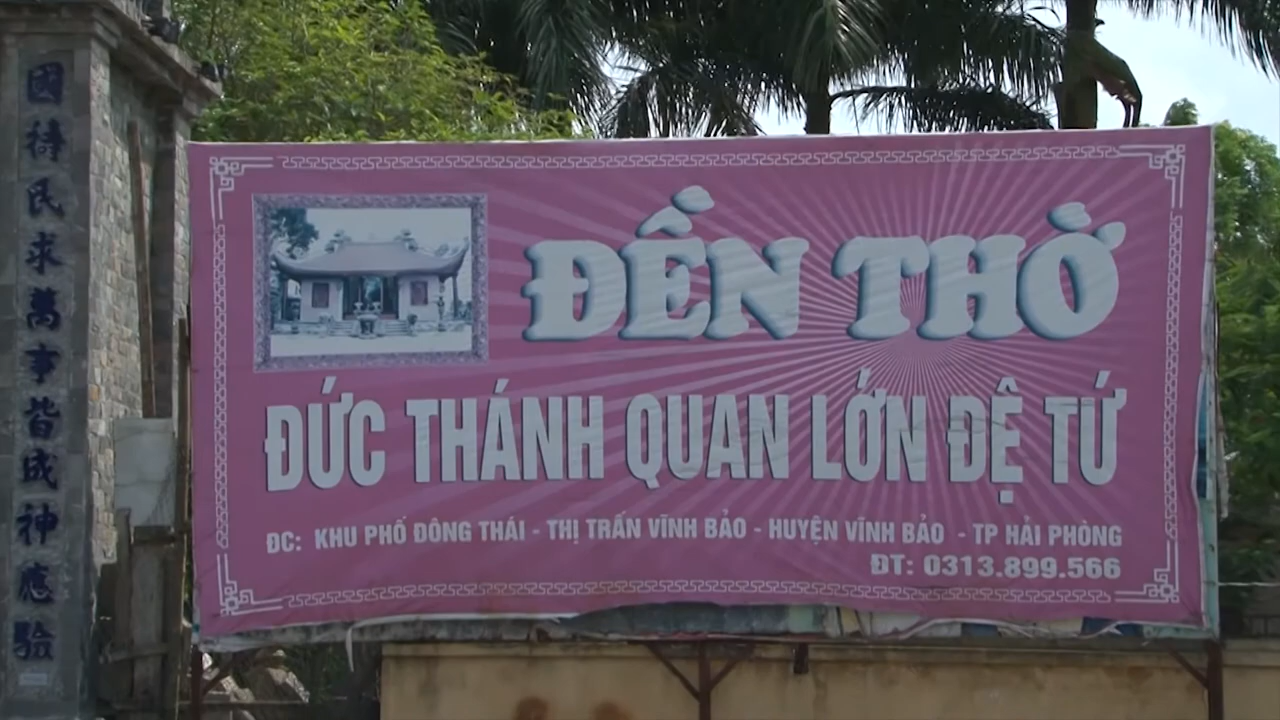 國禱民求萬事皆成神應驗
ĐỀN THỜ
ĐỨC THÁNH QUAN LỚN ĐỆ TỨ
ĐC: KHU PHỐ ĐÔNG THÁI - THỊ TRẤN VĨNH BẢO - HUYỆN VĨNH BẢO - TP HẢI PHÒNG
ĐT: 0313.899.566